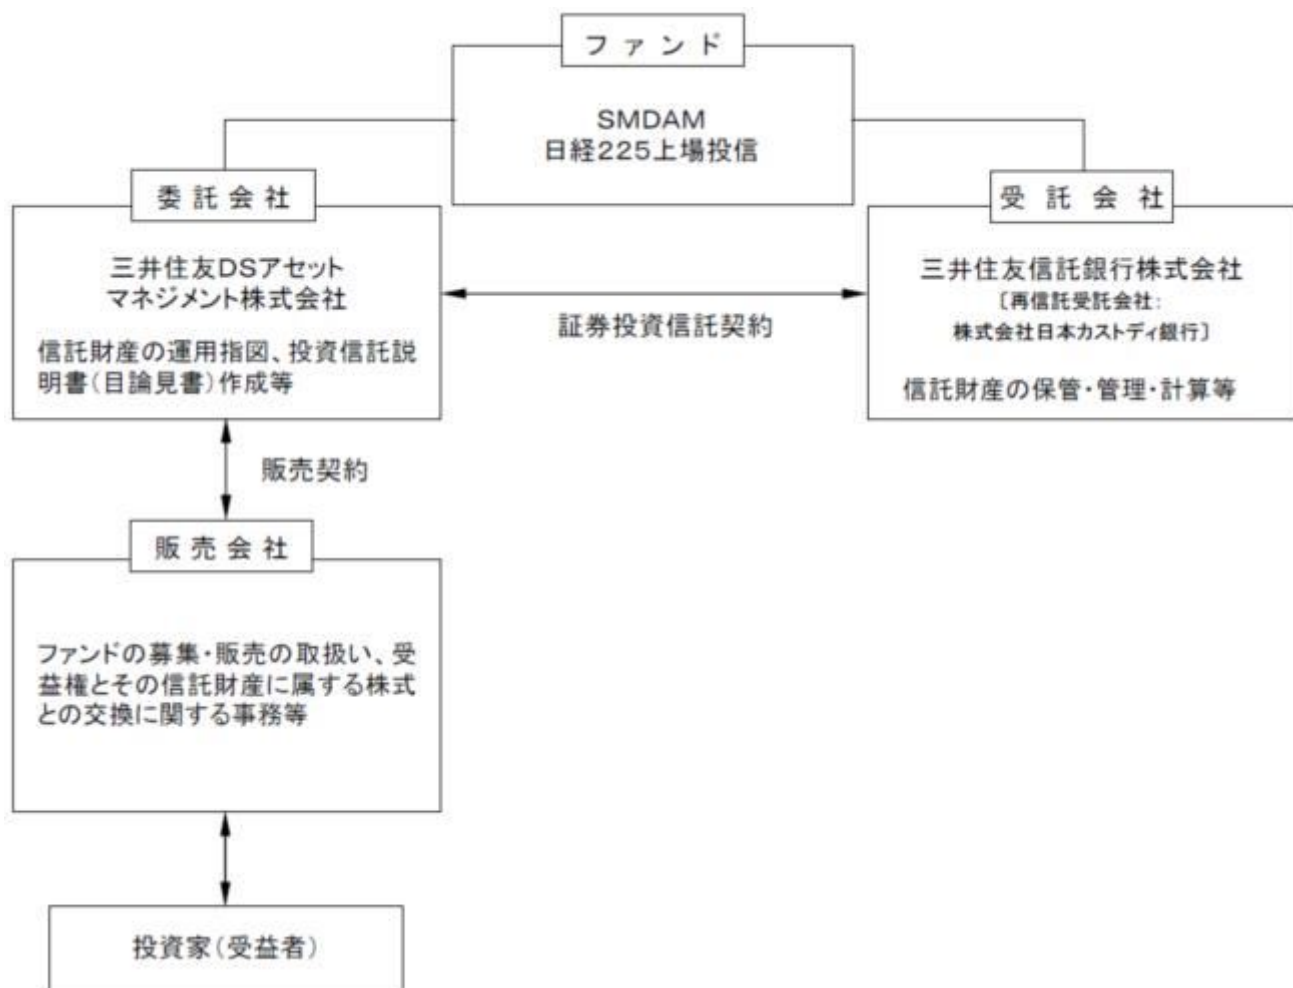 ファンド
SMDAM
日経225上場投信
委託会社
三井住友DSアセット
マネジメント株式会社
信託財産の運用指図、投資信託説
明書(目論見書)作成等
証券投資信託契約
受託会社
三井住友信託銀行株式会社
〔再信託受託会社:
株式会社日本カストディ銀行〕
信託財産の保管・管理・計算等
販売契約
販売会社
ファンドの募集・販売の取扱い、受
益権とその信託財産に属する株式
との交換に関する事務等
投資家(受益者)